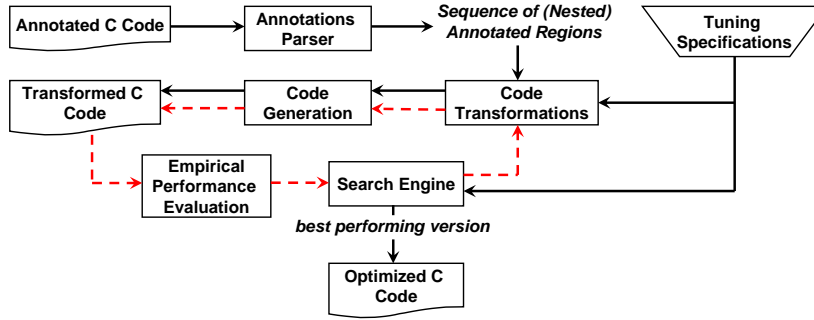 Annotated C Code
Annotations
Parser
Sequence of (Nested)
Annotated Regions
Tuning
Specifications
Transformed C
Code
Code
Generation
Code
Transformations
Empirical
Performance
Evaluation
Search Engine
best performing version
Optimized C
Code